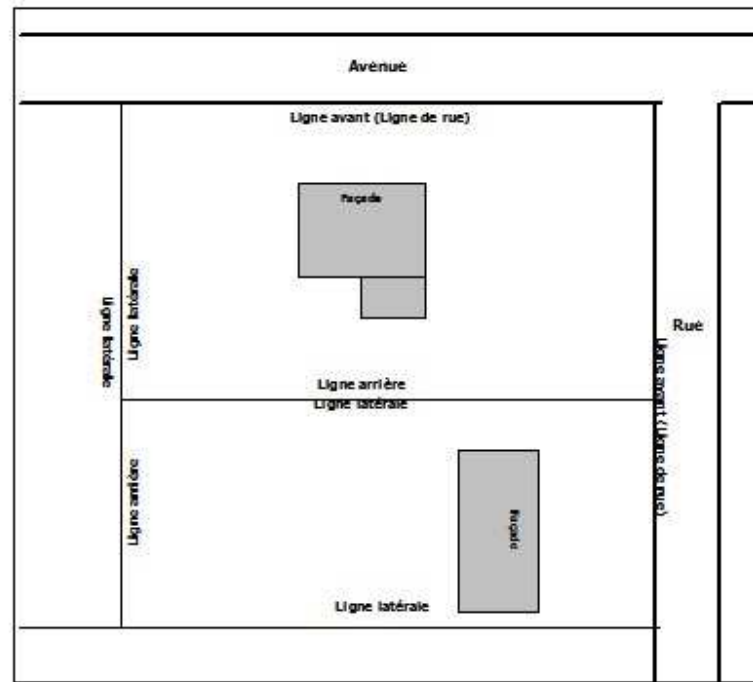 Avenue
Ligne avant (Ligne de rue)
Façade
Ligne latérale
Ligne latérale
Rue
Ligne avant (Ligne de rue)
Ligne arrière
Ligne latérale
Ligne arrière
Façade
Ligne latérale